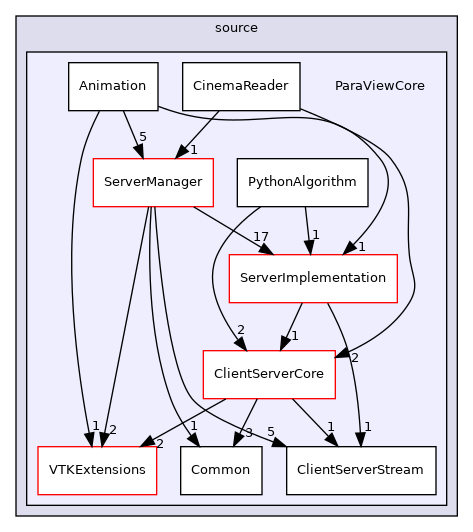 source
Animation
CinemaReader
ParaViewCore
5
1
ServerManager
PythonAlgorithm
17
1
1
ServerImplementation
2
1
2
ClientServerCore
1
2
2
1
3
5
1
1
VTKExtensions
Common
ClientServerStream